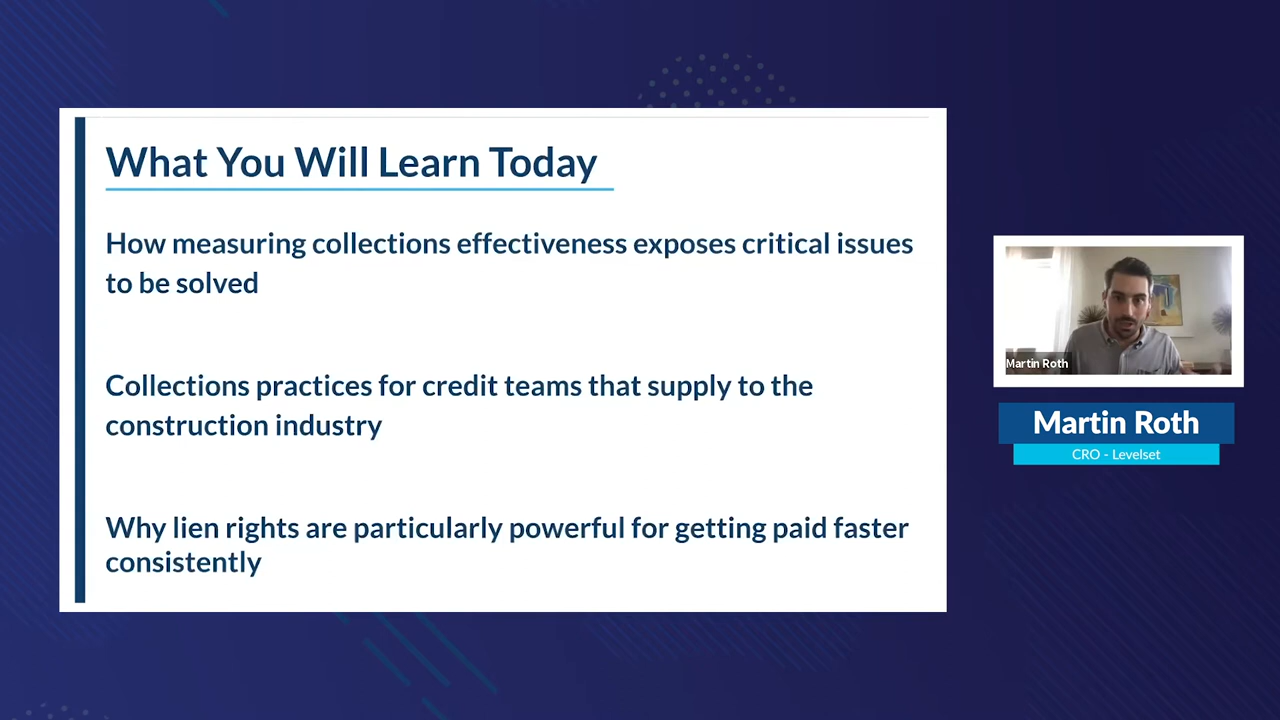 What You Will Learn Today
How measuring collections effectiveness exposes critical issues
to be solved
Collections practices for credit teams that supply to the
construction industry
Why lien rights are particularly powerful for getting paid faster
consistently
Martin Roth
Martin Roth
CRO - Levelset